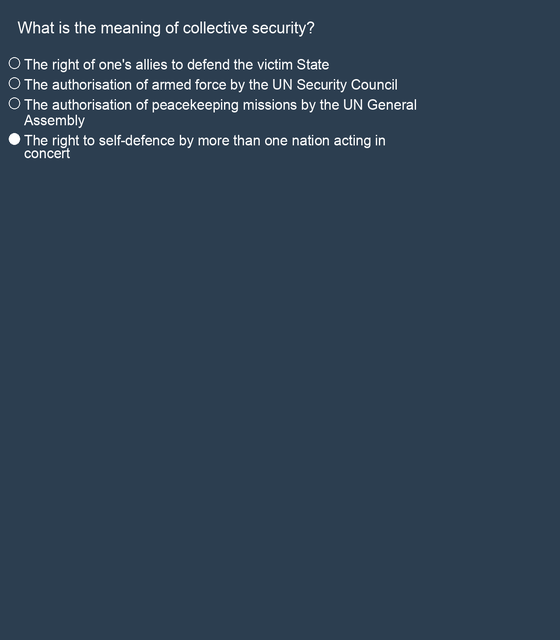 What is the meaning of collective security?
The right of one's allies to defend the victim State
The authorisation of armed force by the UN Security Council
The authorisation of peacekeeping missions by the UN General
Assembly
The right to self-defence by more than one nation acting in
concert